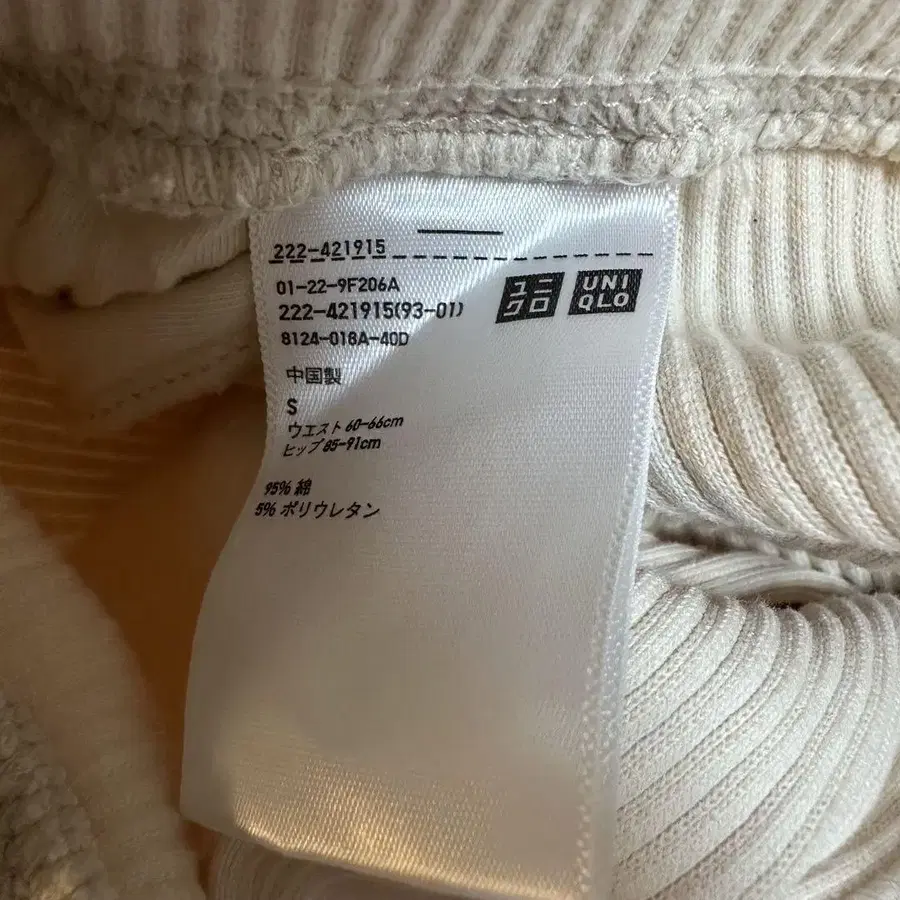 222-421915
01-22-9F206A
222-421915(93-01)
8124-018A-40D
ユニ
クロ
UNI
QLO
中国製
S
ウエスト 60-66cm
ヒップ 85-91cm
95% 綿
5% ポリウレタン